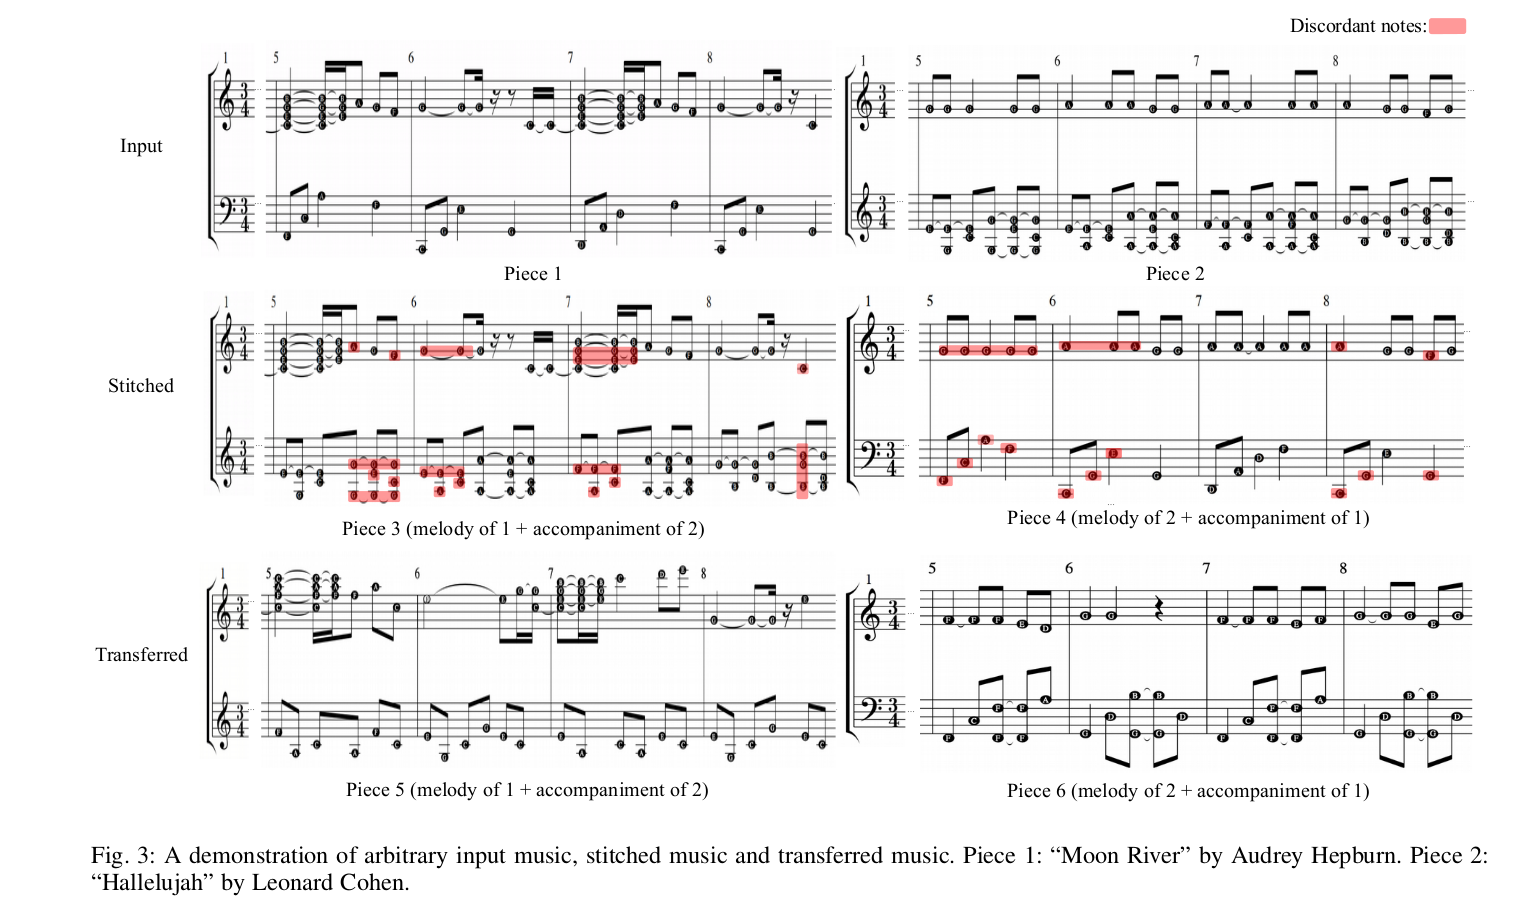 Discordant notes:
1 5 6 7 8 1 5 6 7 8
Input
Piece 1 Piece 2
1 5 6 7 8 1 5 6 7 8
Stitched
Piece 3 (melody of 1 + accompaniment of 2) Piece 4 (melody of 2 + accompaniment of 1)
1 5 6 7 8 1 5 6 7 8
Transferred
Piece 5 (melody of 1 + accompaniment of 2) Piece 6 (melody of 2 + accompaniment of 1)
Fig. 3: A demonstration of arbitrary input music, stitched music and transferred music. Piece 1: “Moon River” by Audrey Hepburn. Piece 2:
“Hallelujah” by Leonard Cohen.